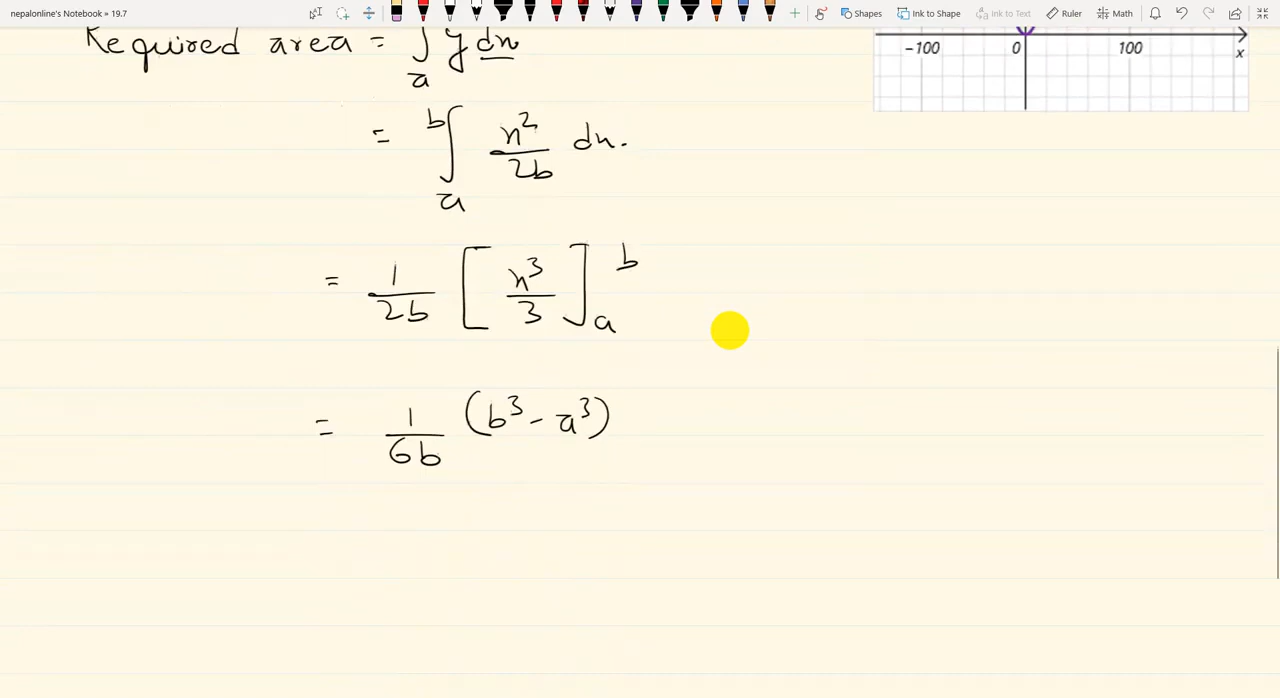 nepalonline's Notebook » 19.7
Shapes Ink to Shape Ink to Text Ruler Math
Required area = ∫ y dx
a
-100 0 100 x
= ∫_a^b x²/2b dx.
= 1/2b [x³/3]_a^b
= 1/6b (b³ - a³)